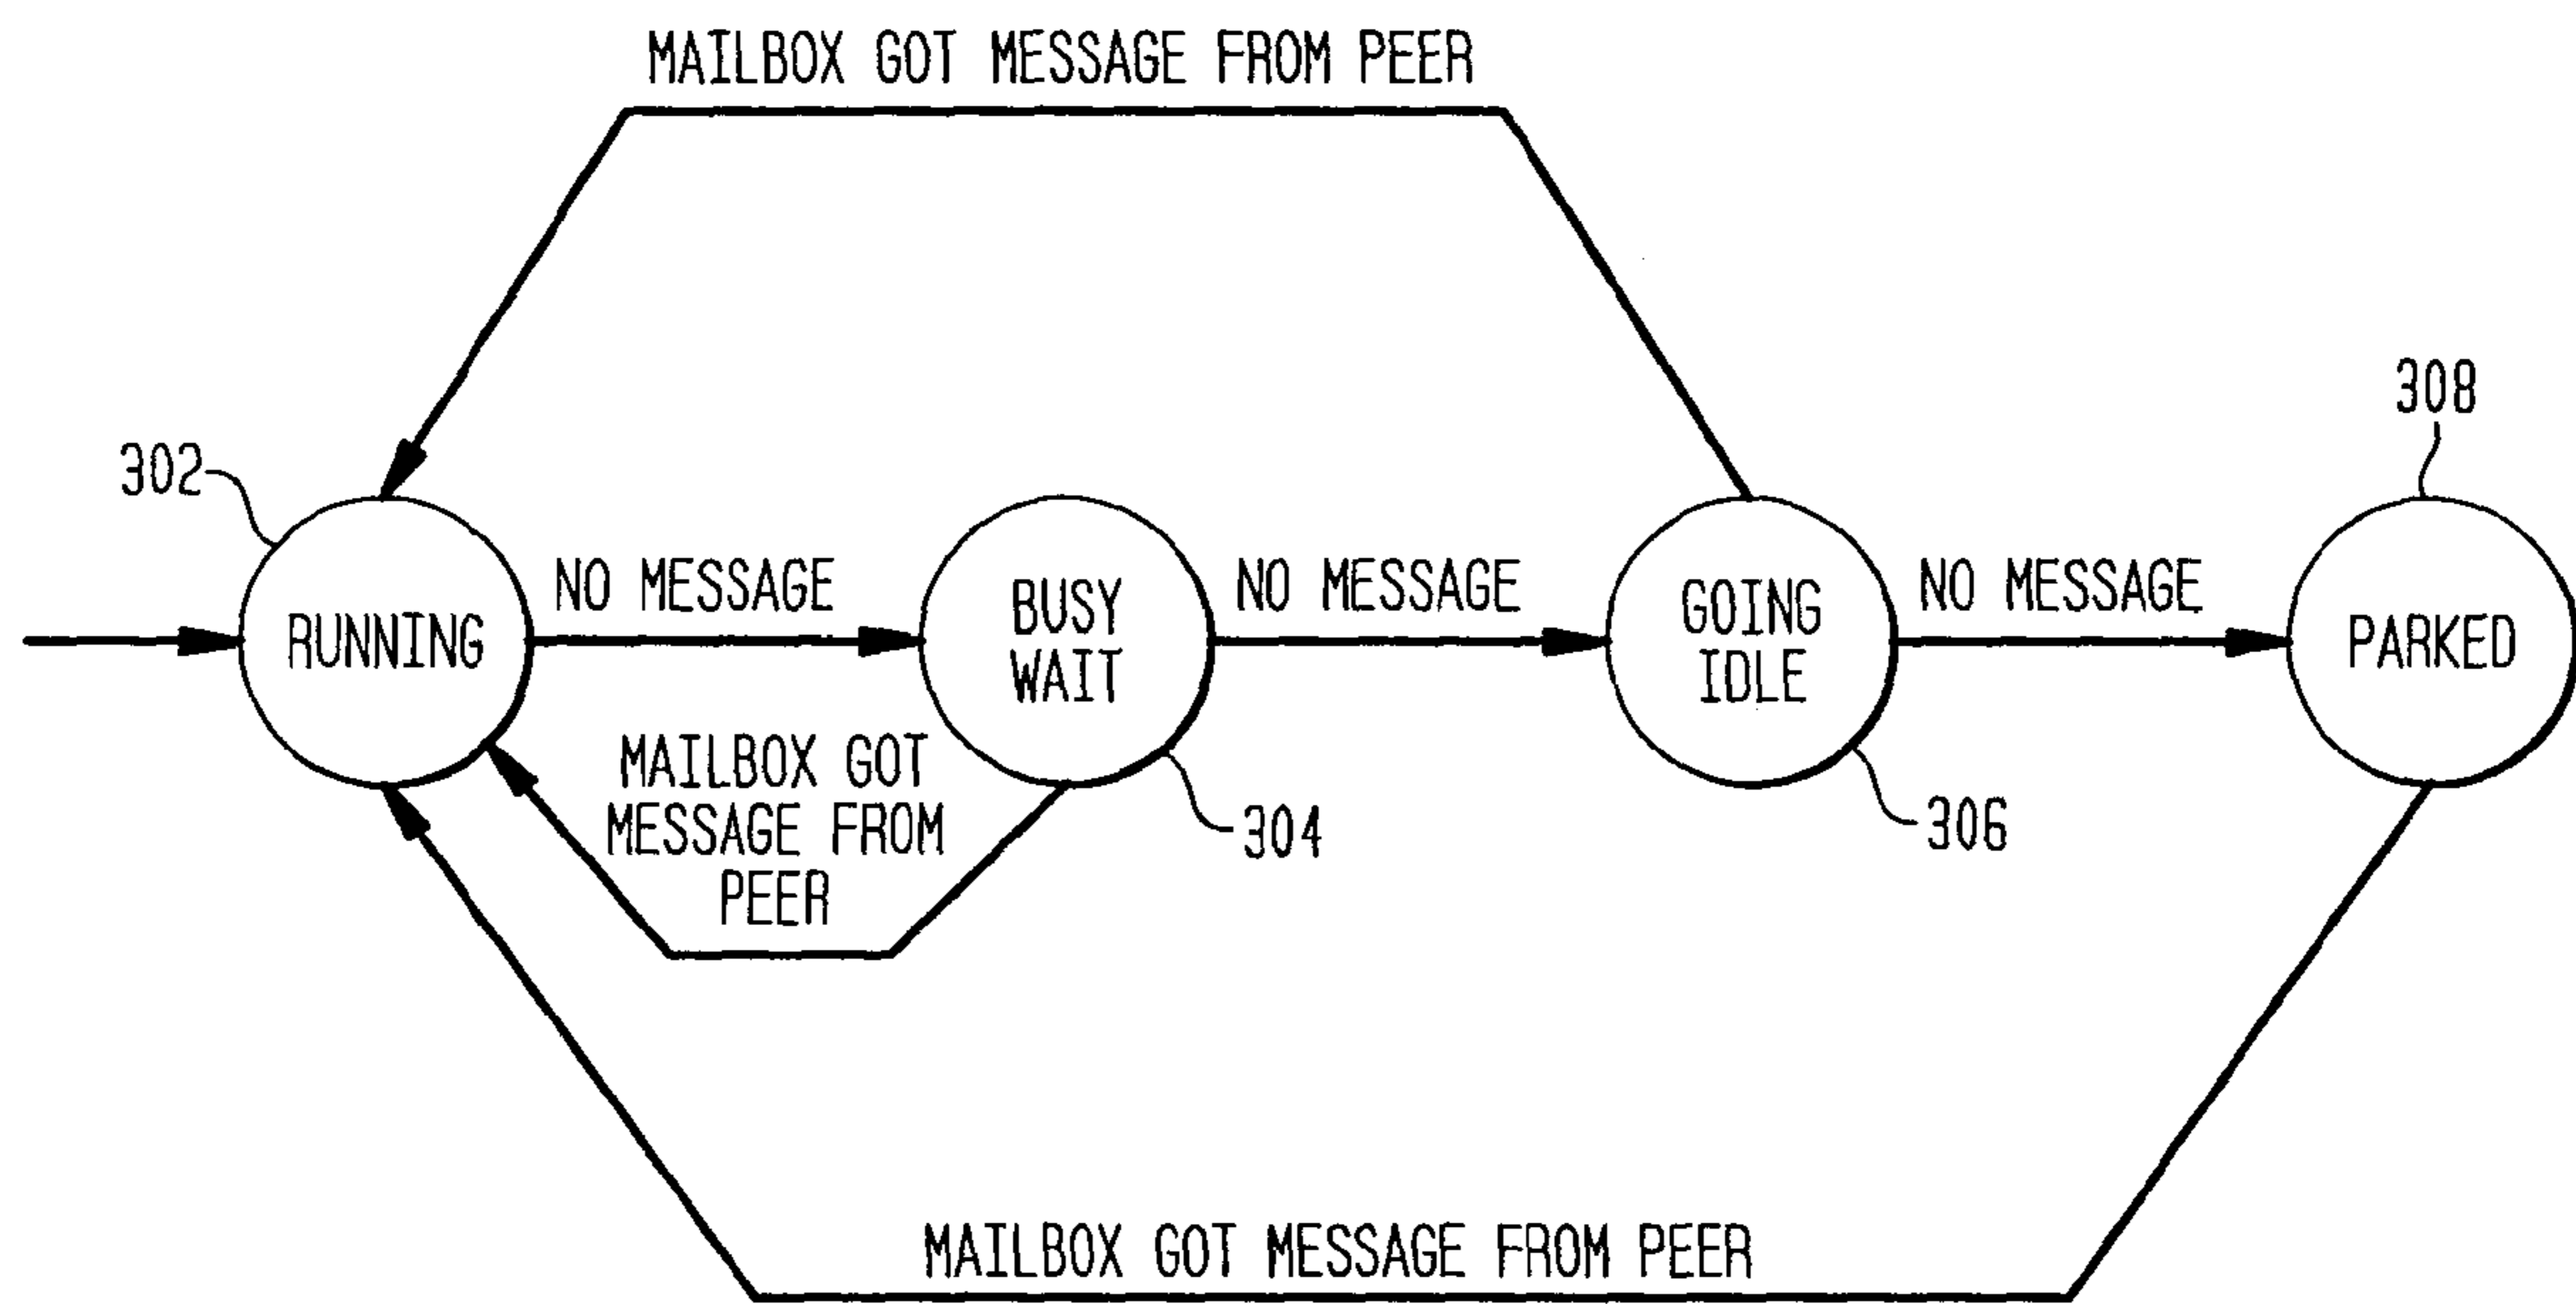 MAILBOX GOT MESSAGE FROM PEER
308
302
RUNNING
NO MESSAGE
BUSY
WAIT
NO MESSAGE
GOING
IDLE
NO MESSAGE
PARKED
MAILBOX GOT
MESSAGE FROM
PEER
304
306
MAILBOX GOT MESSAGE FROM PEER